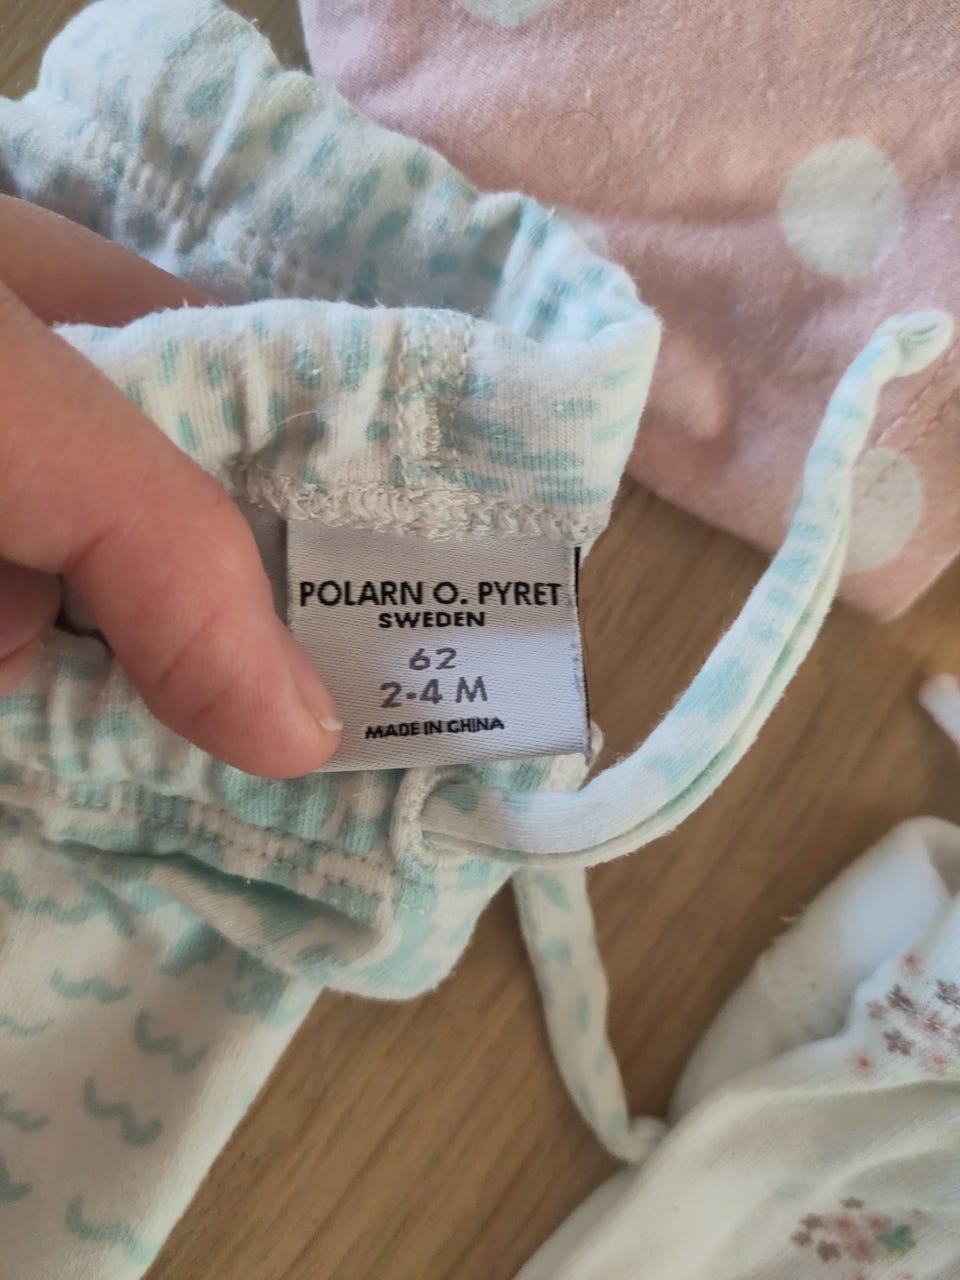 POLARN O. PYRET
SWEDEN
62
2-4 M
MADE IN CHINA